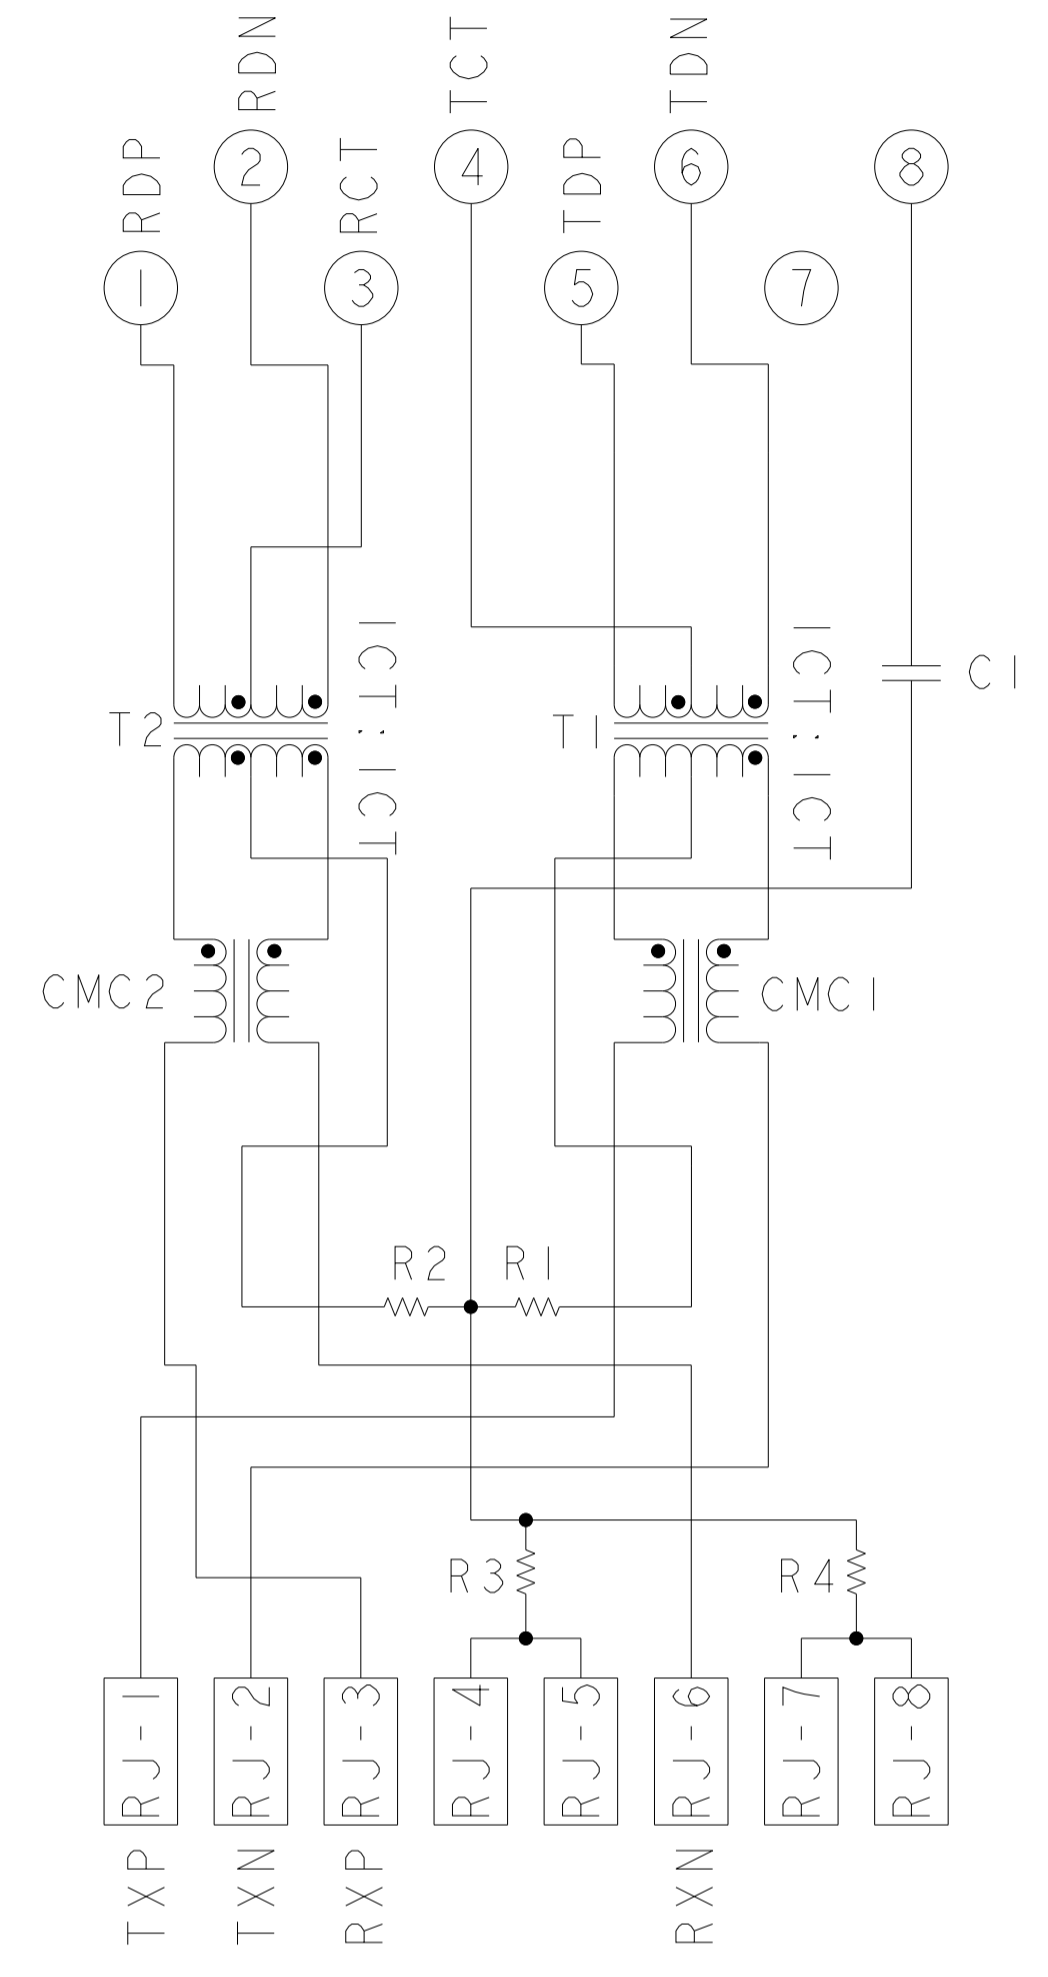 RDN
TCT
TDN
RDP
2
RCT
4
TDP
6
8
1
3
5
7
1CT:1CT
1CT:1CT
C1
T2
T1
CMC2
CMC1
R2
R1
R3
R4
RJ-1
RJ-2
RJ-3
RJ-4
RJ-5
RJ-6
RJ-7
RJ-8
TXP
TXN
RXP
RXN